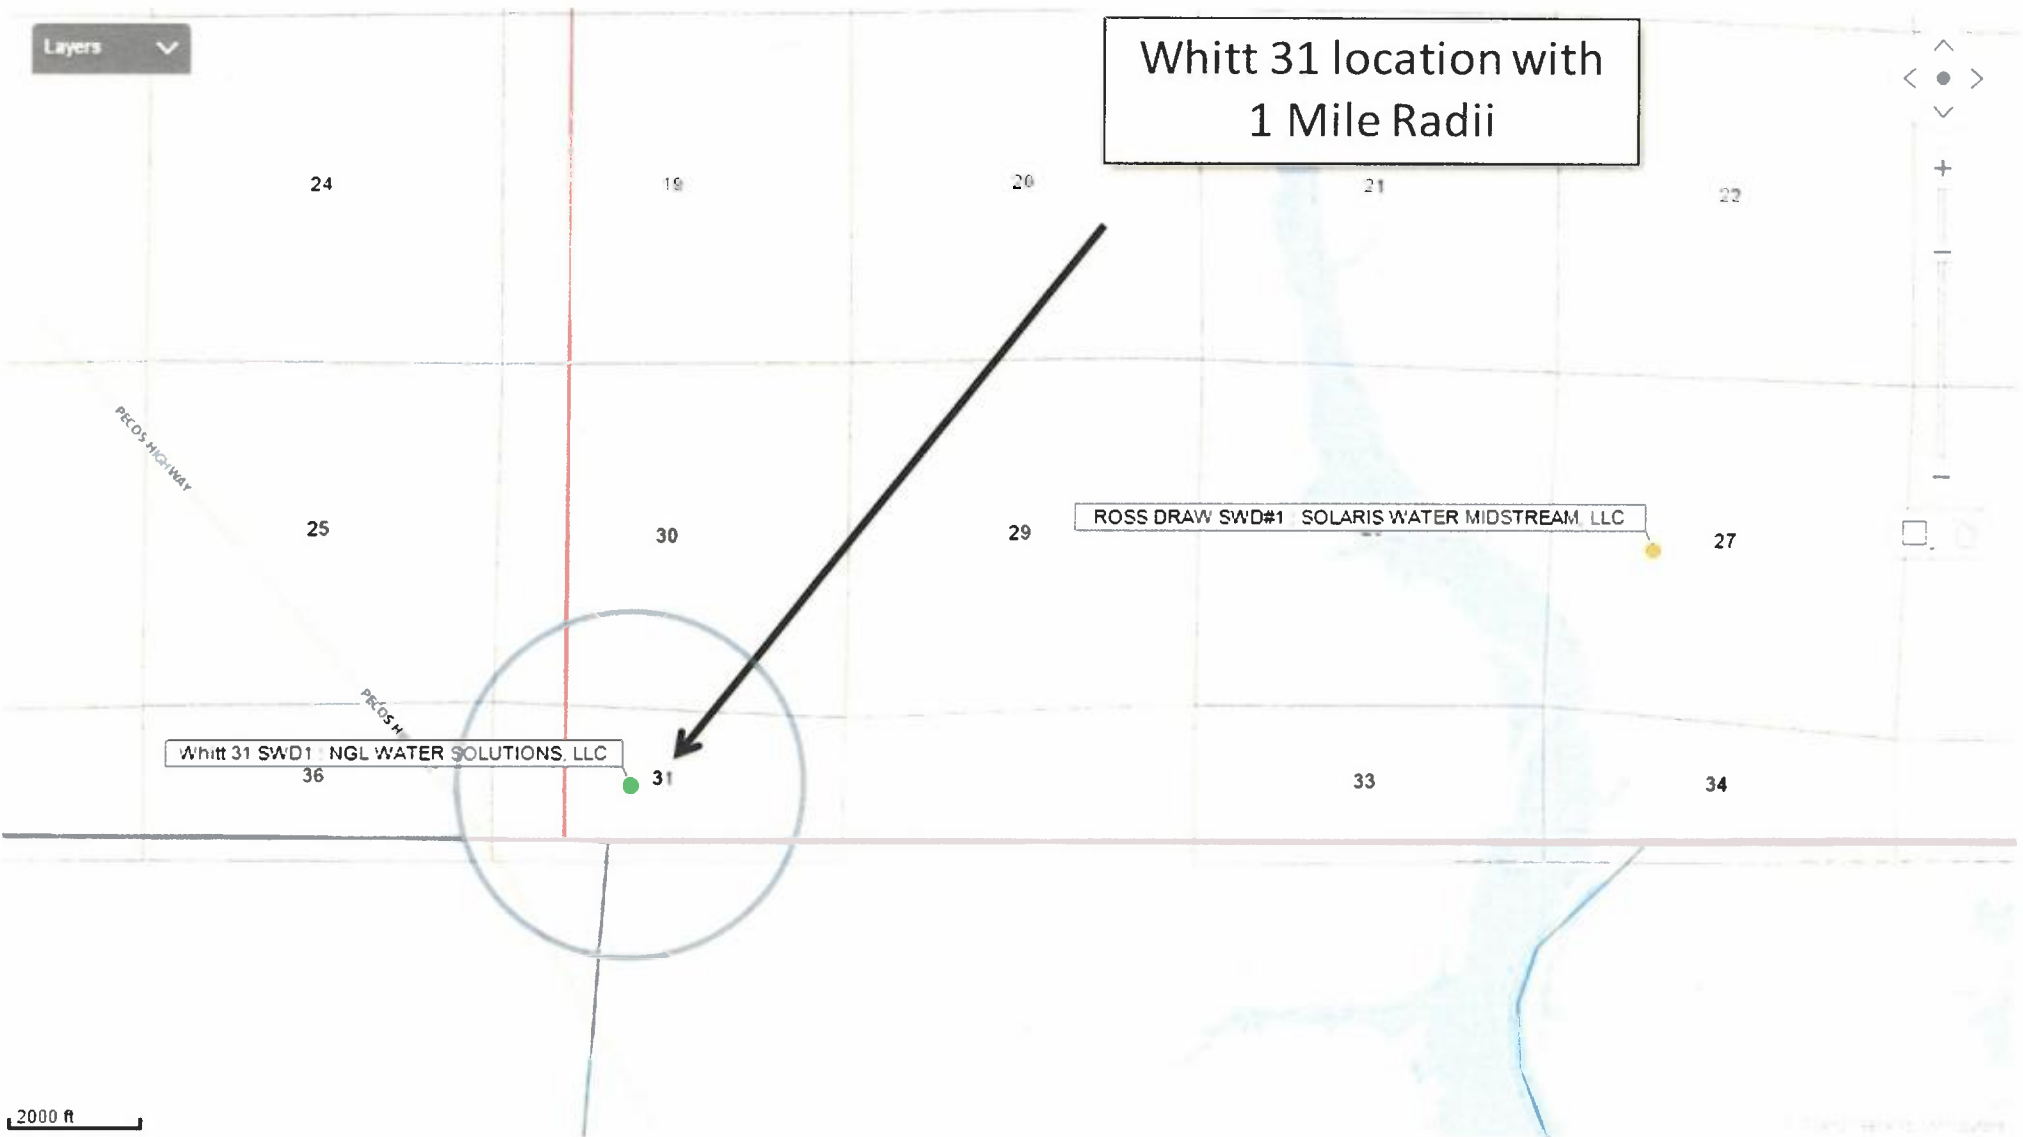 Layers
Whitt 31 location with
1 Mile Radii
24
19
20
21
22
PECOS HIGHWAY
ROSS DRAW SWD#1 : SOLARIS WATER MIDSTREAM, LLC
25
30
29
27
PECOS H
Whitt 31 SWD1 : NGL WATER SOLUTIONS, LLC
36
31
33
34
2000 ft